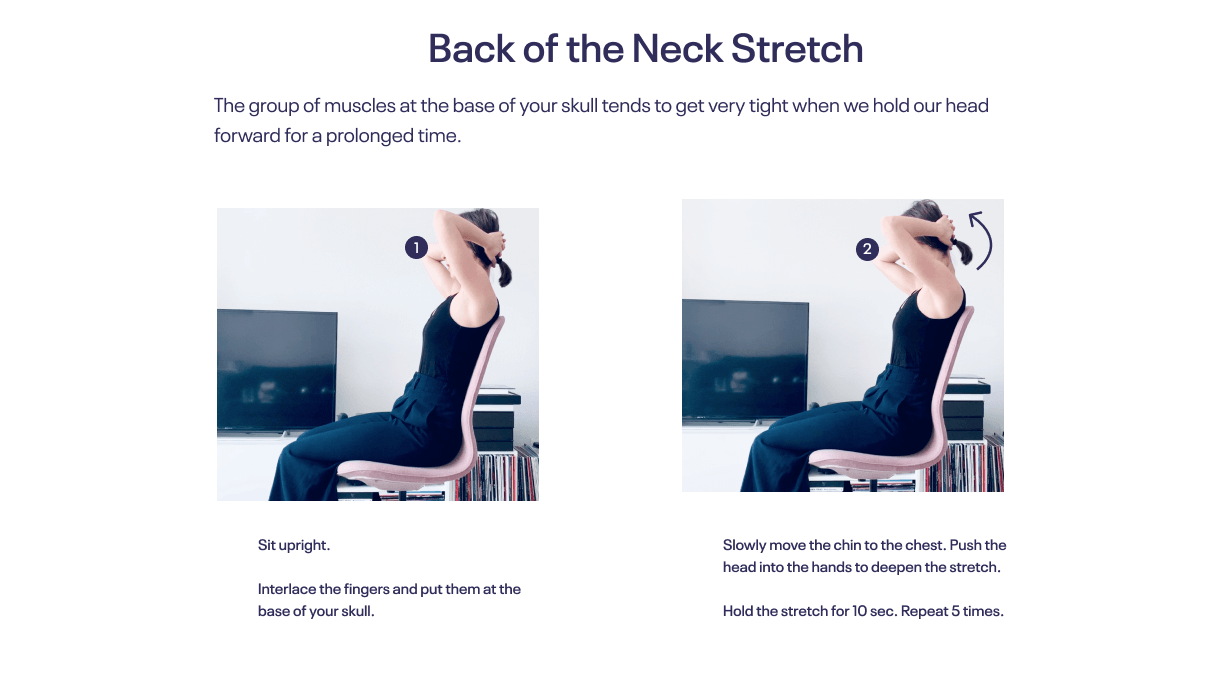 Back of the Neck Stretch
The group of muscles at the base of your skull tends to get very tight when we hold our head
forward for a prolonged time.
1
2
Sit upright.
Interlace the fingers and put them at the
base of your skull.
Slowly move the chin to the chest. Push the
head into the hands to deepen the stretch.
Hold the stretch for 10 sec. Repeat 5 times.